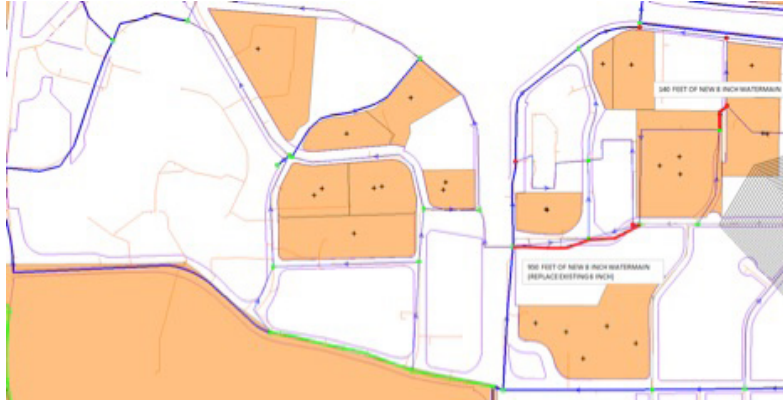 140 FEET OF NEW 8 INCH WATERMAIN
950 FEET OF NEW 8 INCH WATERMAIN
(REPLACE EXISTING 6 INCH)